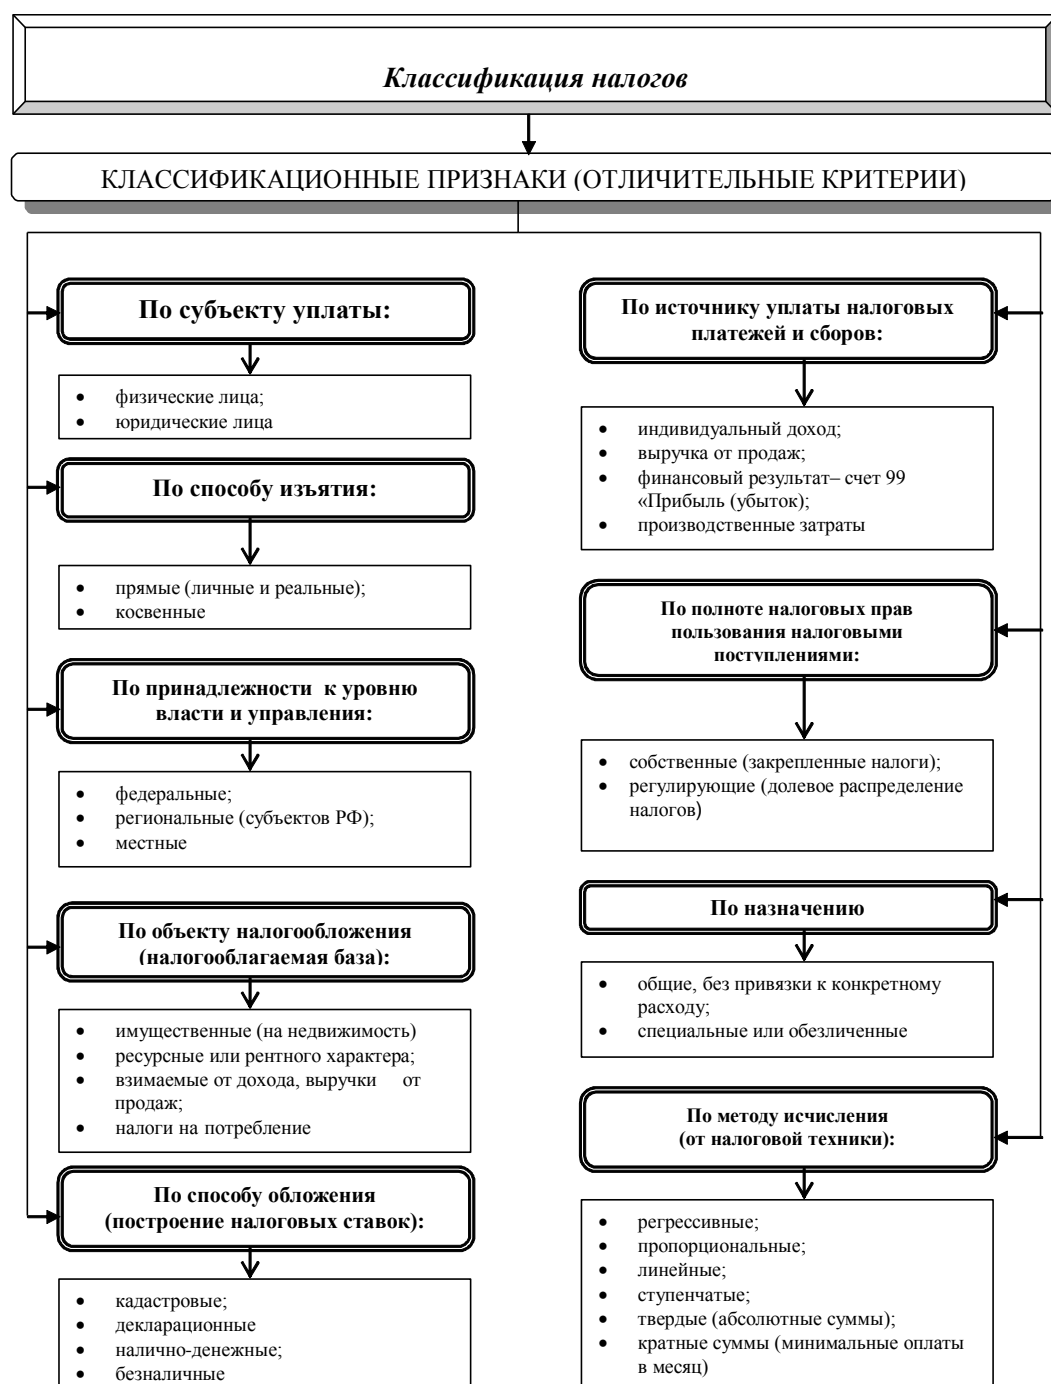 Классификация налогов
КЛАССИФИКАЦИОННЫЕ ПРИЗНАКИ (ОТЛИЧИТЕЛЬНЫЕ КРИТЕРИИ)
По субъекту уплаты:
• физические лица;
• юридические лица
По способу изъятия:
• прямые (личные и реальные);
• косвенные
По принадлежности к уровню
власти и управления:
• федеральные;
• региональные (субъектов РФ);
• местные
По объекту налогообложения
(налогооблагаемая база):
• имущественные (на недвижимость)
• ресурсные или рентного характера;
• взимаемые от дохода, выручки от
продаж;
• налоги на потребление
По способу обложения
(построение налоговых ставок):
• кадастровые;
• декларационные
• налично-денежные;
• безналичные
По источнику уплаты налоговых
платежей и сборов:
• индивидуальный доход;
• выручка от продаж;
• финансовый результат– счет 99
«Прибыль (убыток);
• производственные затраты
По полноте налоговых прав
пользования налоговыми
поступлениями:
• собственные (закрепленные налоги);
• регулирующие (долевое распределение
налогов)
По назначению
• общие, без привязки к конкретному
расходу;
• специальные или обезличенные
По методу исчисления
(от налоговой техники):
• регрессивные;
• пропорциональные;
• линейные;
• ступенчатые;
• твердые (абсолютные суммы);
• кратные суммы (минимальные оплаты
в месяц)